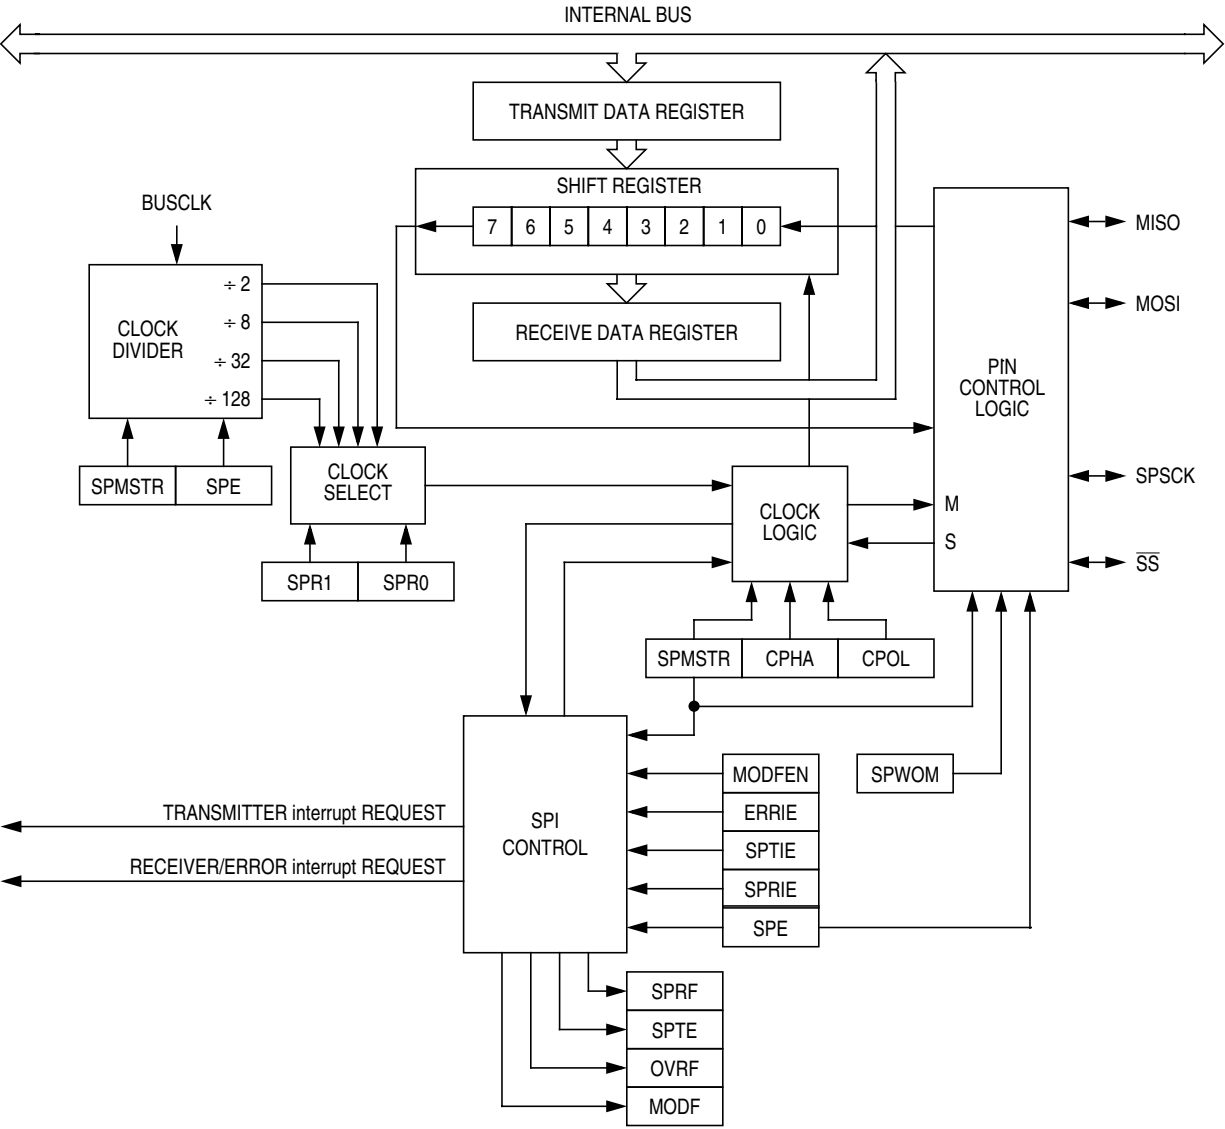 INTERNAL BUS
TRANSMIT DATA REGISTER
SHIFT REGISTER
7 6 5 4 3 2 1 0
RECEIVE DATA REGISTER
BUSCLK
CLOCK
DIVIDER
÷ 2
÷ 8
÷ 32
÷ 128
SPMSTR SPE
CLOCK
SELECT
SPR1 SPR0
CLOCK
LOGIC
PIN
CONTROL
LOGIC
M
S
MISO
MOSI
SPSCK
SS
SPMSTR CPHA CPOL
SPI
CONTROL
MODFEN
ERRIE
SPTIE
SPRIE
SPE
SPWOM
TRANSMITTER interrupt REQUEST
RECEIVER/ERROR interrupt REQUEST
SPRF
SPTE
OVRF
MODF